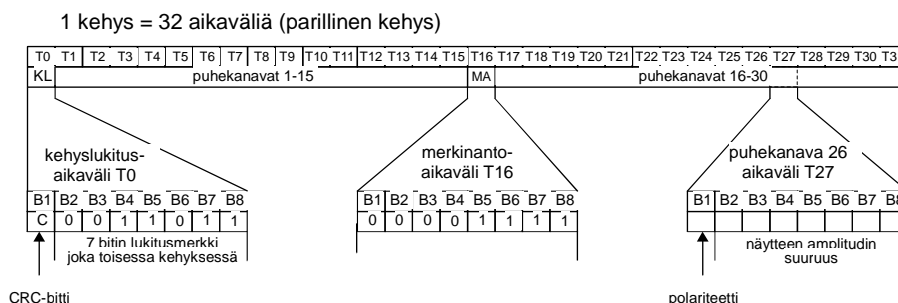 1 kehys = 32 aikaväliä (parillinen kehys)
T0 T1 T2 T3 T4 T5 T6 T7 T8 T9 T10 T11 T12 T13 T14 T15 T16 T17 T18 T19 T20 T21 T22 T23 T24 T25 T26 T27 T28 T29 T30 T3
KL puhekanavat 1-15 MA puhekanavat 16-30
kehyslukitus-
aikaväli T0
merkinanto-
aikaväli T16
puhekanava 26
aikaväli T27
B1 B2 B3 B4 B5 B6 B7 B8 B1 B2 B3 B4 B5 B6 B7 B8 B1 B2 B3 B4 B5 B6 B7 B8
C 0 0 1 1 0 1 1 0 0 0 0 1 1 1 1
7 bitin lukitusmerkki
joka toisessa kehyksessä
näytteen amplitudin
suuruus
CRC-bitti
polariteetti